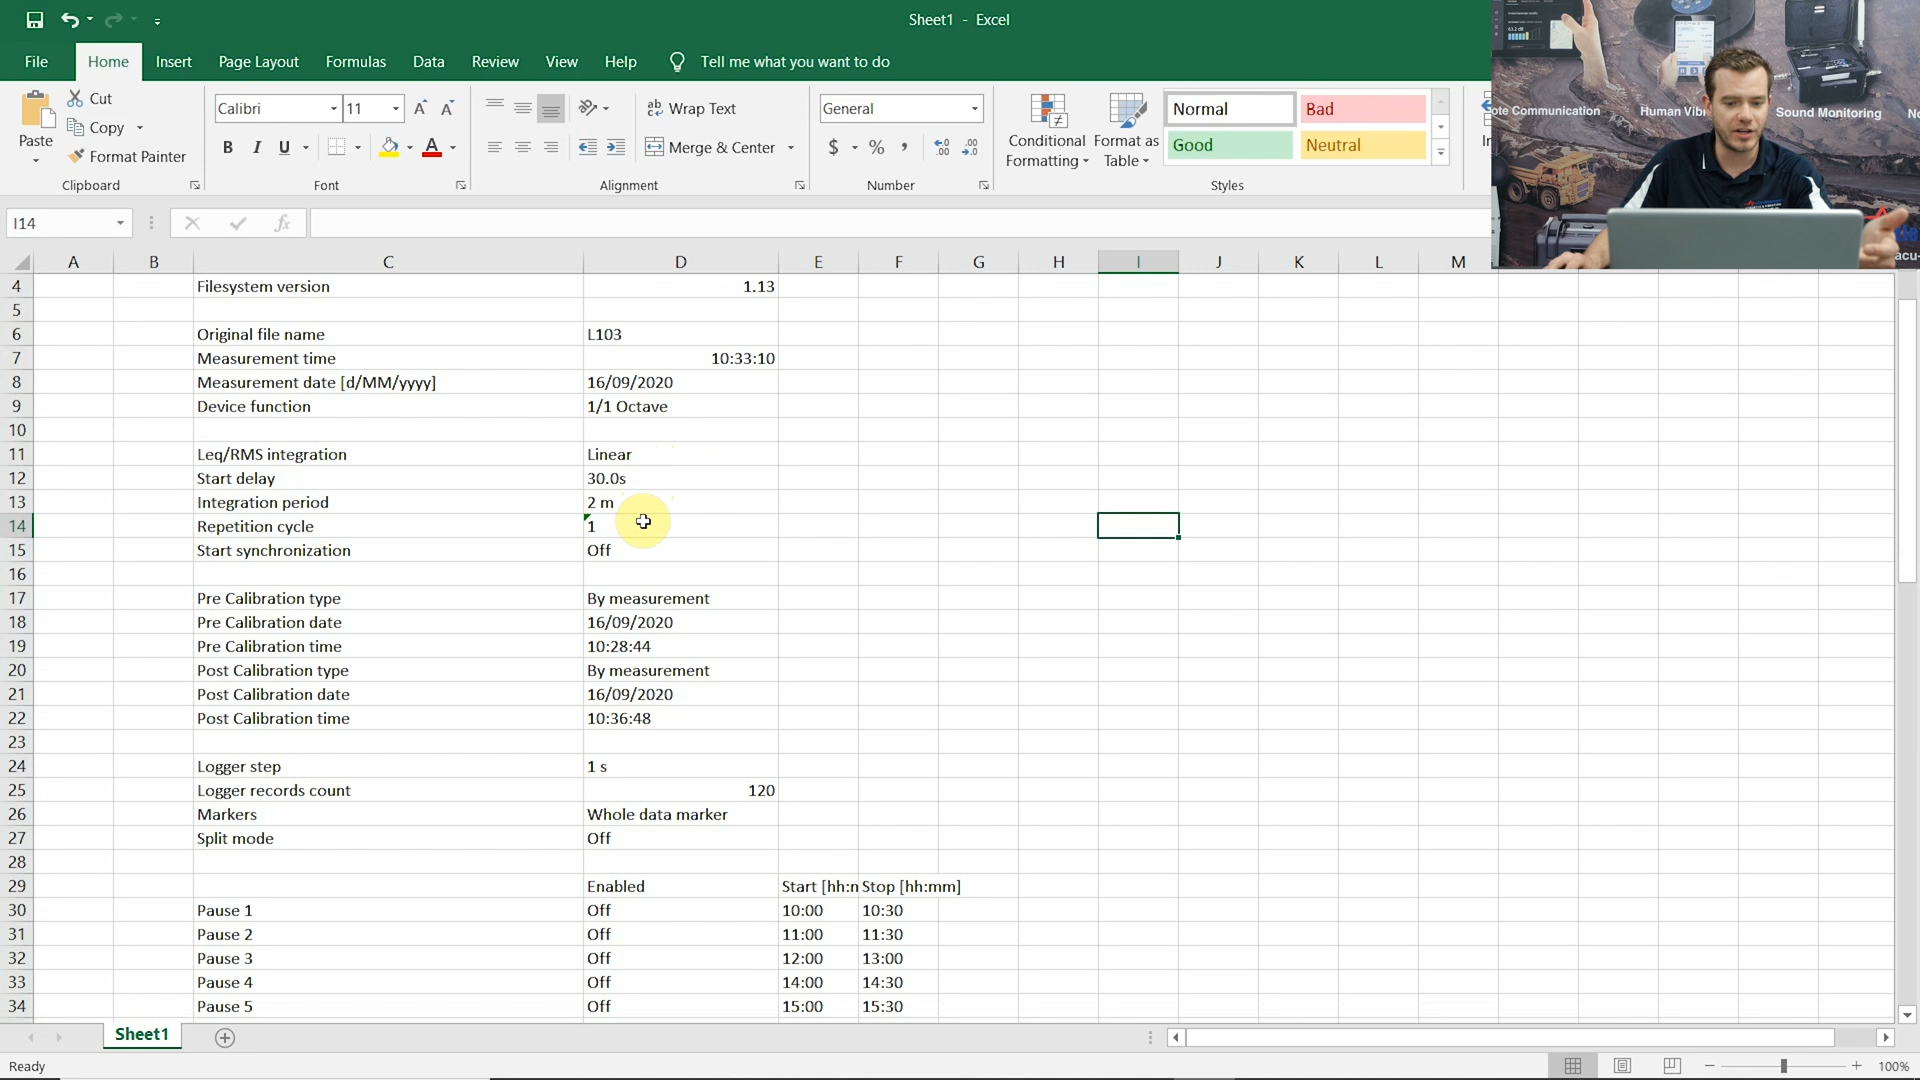 Sheet1 - Excel
File Home Insert Page Layout Formulas Data Review View Help Tell me what you want to do
Paste
Cut
Copy
Format Painter
Clipboard
Calibri 11
B I U
Font
Wrap Text
Merge & Center
Alignment
General
$ % ,
Number
Conditional Formatting
Format as Table
Normal Bad
Good Neutral
Styles
Human Vib
Sound Monitoring
I14
fx
A B C D E F G H I J K L M
4 Filesystem version 1.13
5
6 Original file name L103
7 Measurement time 10:33:10
8 Measurement date [d/MM/yyyy] 16/09/2020
9 Device function 1/1 Octave
10
11 Leq/RMS integration Linear
12 Start delay 30.0s
13 Integration period 2 m
14 Repetition cycle 1
15 Start synchronization Off
16
17 Pre Calibration type By measurement
18 Pre Calibration date 16/09/2020
19 Pre Calibration time 10:28:44
20 Post Calibration type By measurement
21 Post Calibration date 16/09/2020
22 Post Calibration time 10:36:48
23
24 Logger step 1 s
25 Logger records count 120
26 Markers Whole data marker
27 Split mode Off
28
29 Enabled Start [hh:n Stop [hh:mm]
30 Pause 1 Off 10:00 10:30
31 Pause 2 Off 11:00 11:30
32 Pause 3 Off 12:00 13:00
33 Pause 4 Off 14:00 14:30
34 Pause 5 Off 15:00 15:30
Sheet1
Ready
100%